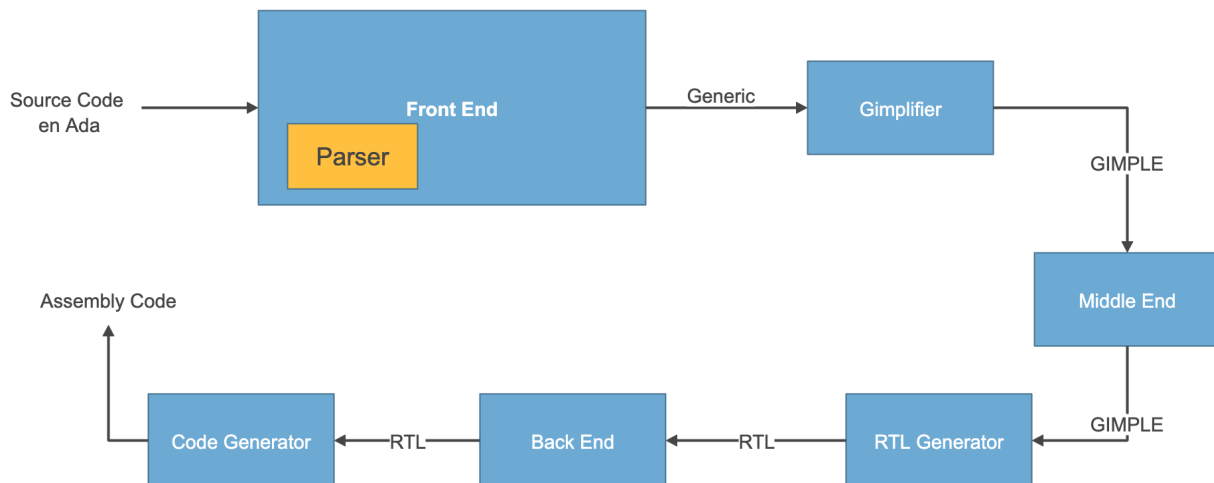 Source Code
en Ada
Front End
Parser
Generic
Gimplifier
GIMPLE
Middle End
GIMPLE
RTL Generator
RTL
Back End
RTL
Code Generator
Assembly Code